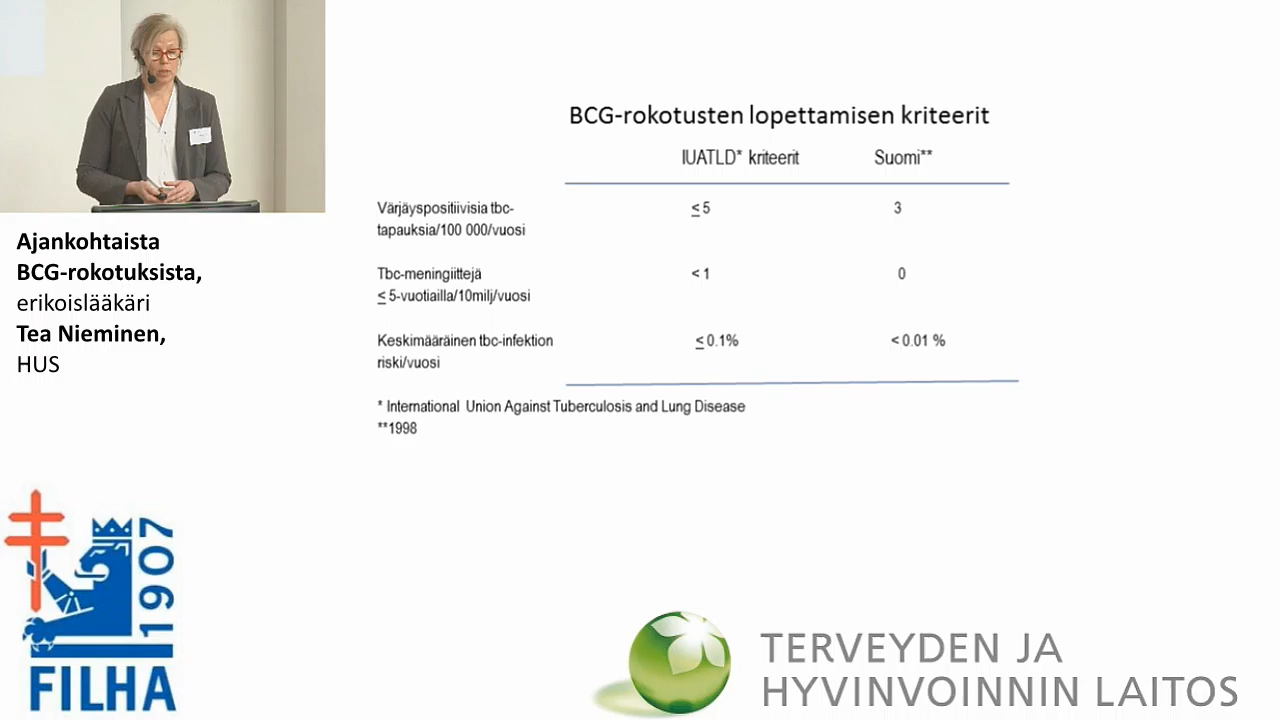 BCG-rokotusten lopettamisen kriteerit
IUATLD* kriteerit Suomi**
Värjäyspositiivisia tbc-
tapauksia/100 000/vuosi
≤ 5 3
Tbc-meningiittejä
≤ 5-vuotiailla/10milj/vuosi
< 1 0
Keskimääräinen tbc-infektion
riski/vuosi
≤ 0.1% < 0.01 %
* International Union Against Tuberculosis and Lung Disease
**1998
Ajankohtaista
BCG-rokotuksista,
erikoislääkäri
Tea Nieminen,
HUS
1907
FILHA
TERVEYDEN JA
HYVINVOINNIN LAITOS